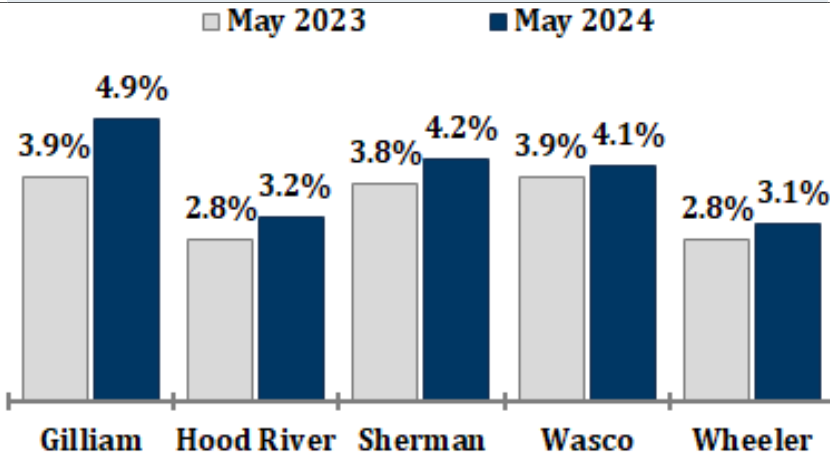 May 2023 May 2024
3.9% 4.9% 2.8% 3.2% 3.8% 4.2% 3.9% 4.1% 2.8% 3.1%
Gilliam Hood River Sherman Wasco Wheeler